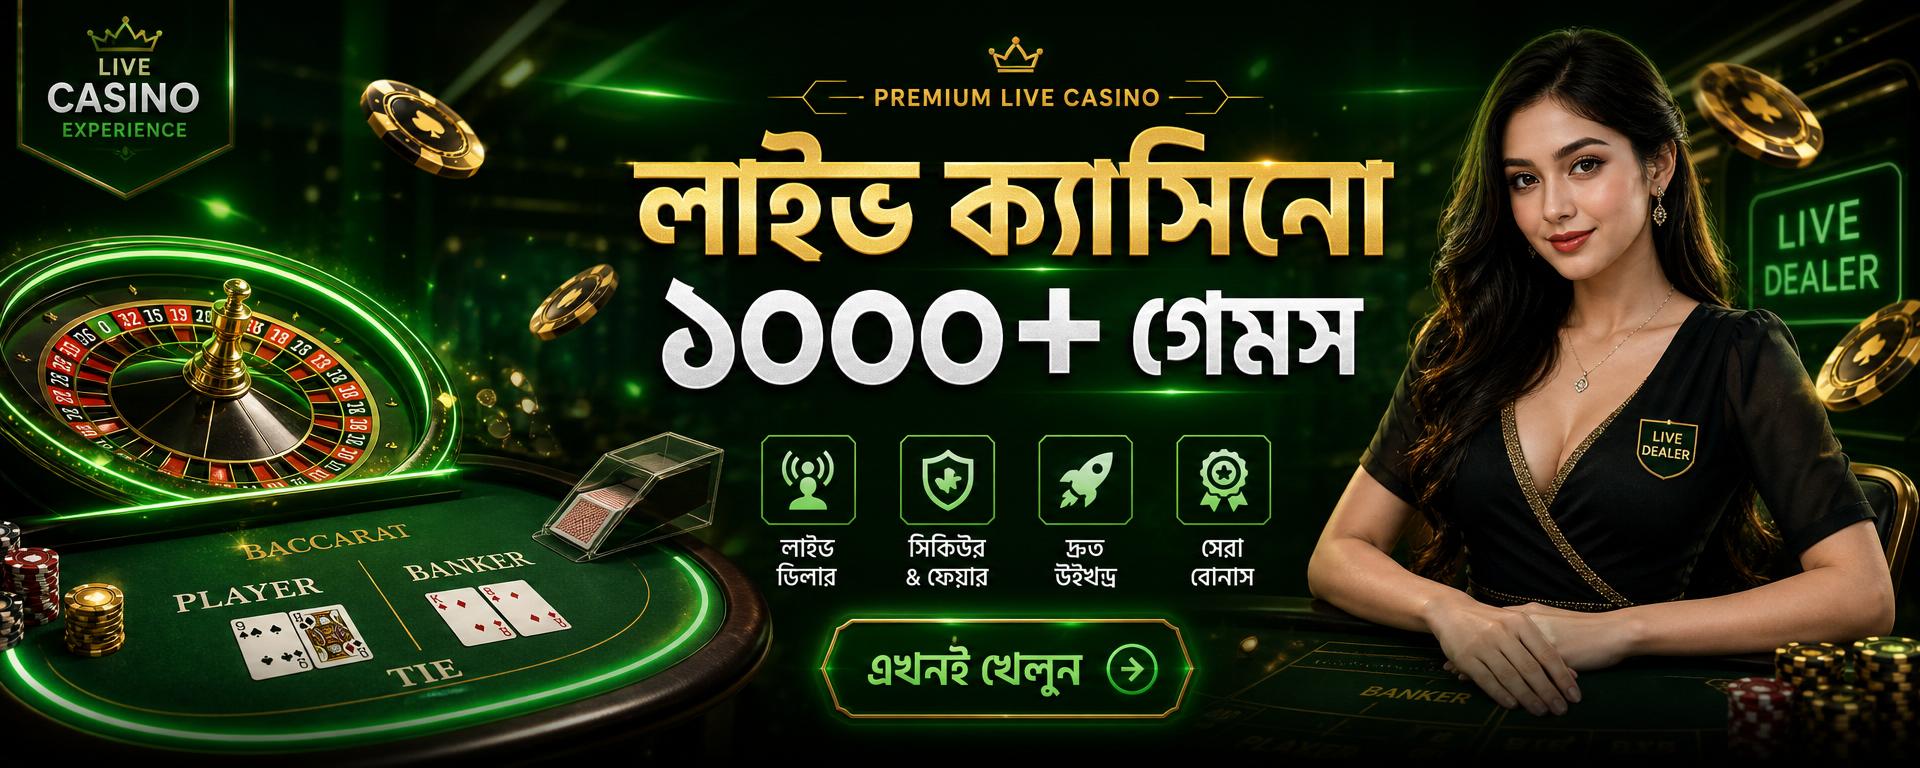 LIVE
CASINO
EXPERIENCE
PREMIUM LIVE CASINO
লাইভ ক্যাসিনো
১000+ গেমস
লাইভ
ডিলার
সিকিউর
& ফেয়ার
দ্রুত
উইথড্র
সেরা
বোনাস
এখনই খেলুন
BACCARAT
PLAYER
BANKER
TIE
LIVE
DEALER
LIVE
DEALER
BANKER